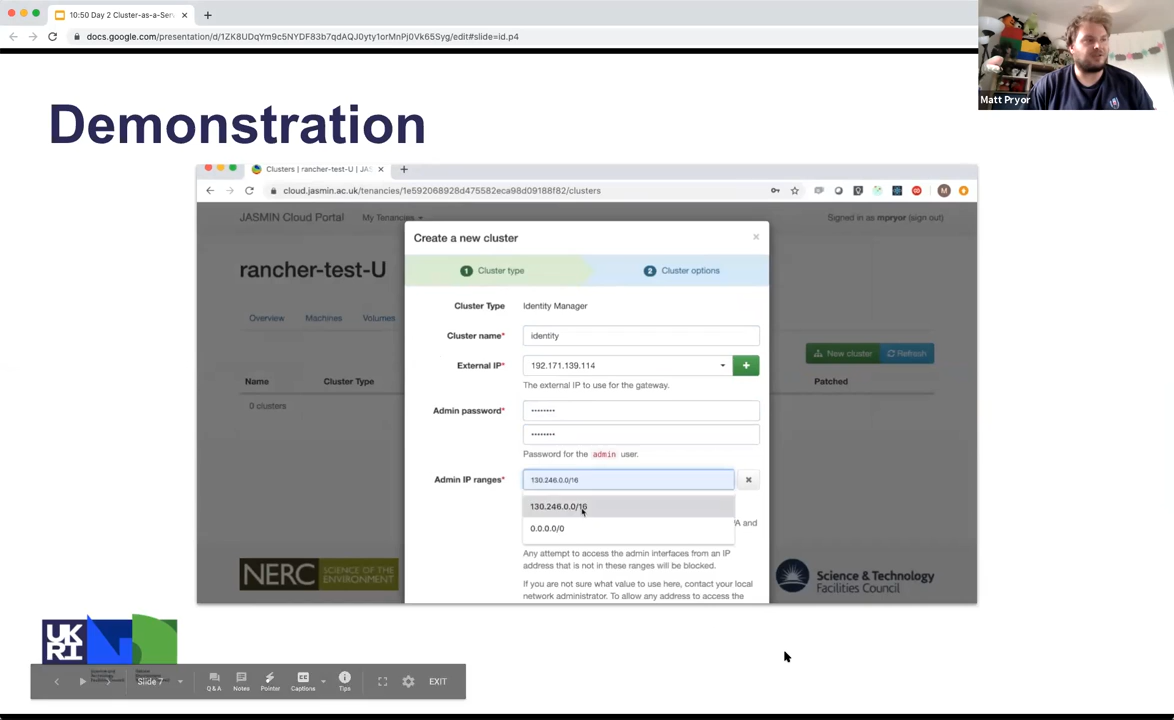 10:50 Day 2 Cluster-as-a-Serv
docs.google.com/presentation/d/1ZK8UDqYm9c5NYDF83b7qdAQJ0yty1orMnPj0Vk65Syg/edit#slide=id.p4
Matt Pryor
Demonstration
Clusters | rancher-test-U | JAS
cloud.jasmin.ac.uk/tenancies/1e592068928d475582eca98d09188f82/clusters
M
JASMIN Cloud Portal
My Tenancies
Signed in as mpryor (sign out)
rancher-test-U
Overview
Machines
Volumes
New cluster
Refresh
Name
Cluster Type
Patched
0 clusters
Create a new cluster
×
1 Cluster type
2 Cluster options
Cluster Type
Identity Manager
Cluster name*
identity
External IP*
192.171.139.114
The external IP to use for the gateway.
Admin password*
Password for the admin user.
Admin IP ranges*
130.246.0.0/16
130.246.0.0/16
0.0.0.0/0
PA and
Any attempt to access the admin interfaces from an IP
address that is not in these ranges will be blocked.
If you are not sure what value to use here, contact your local
network administrator. To allow any address to access the
NERC SCIENCE OF THE
ENVIRONMENT
Science & Technology
Facilities Council
UK
RI
Slide 7
Q & A
Notes
Pointer
Captions
Tips
EXIT